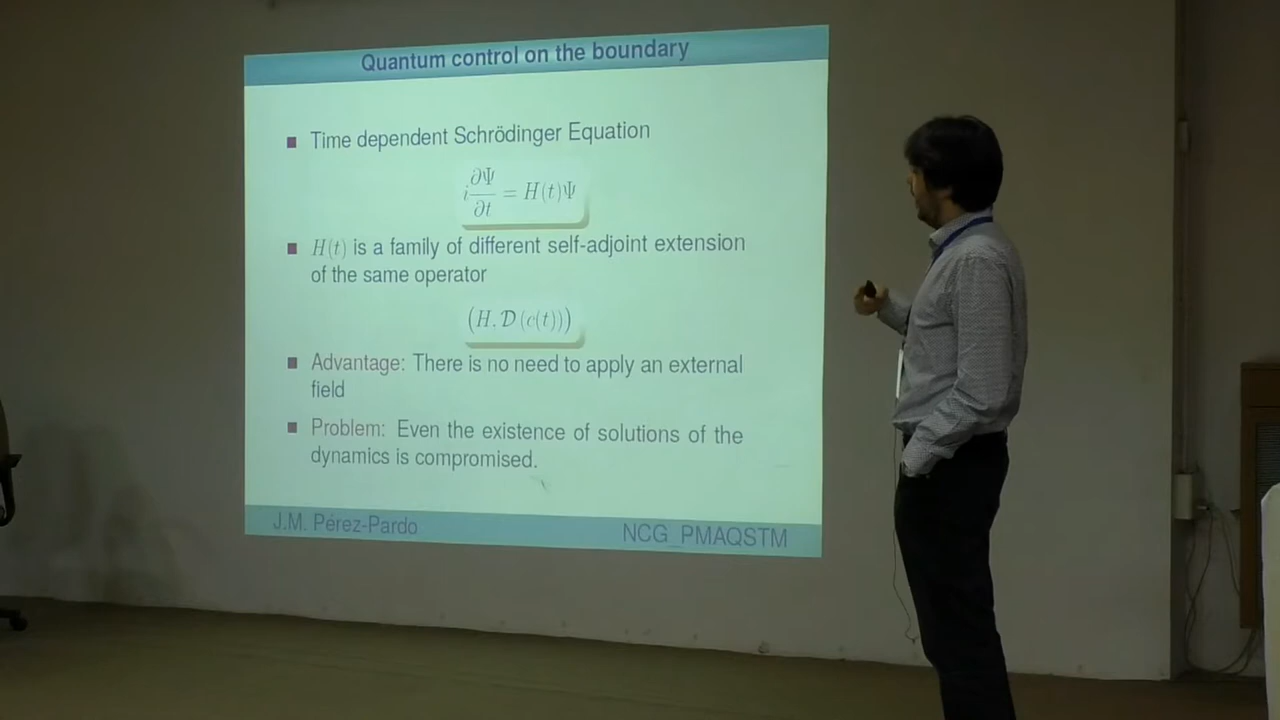 Quantum control on the boundary
Time dependent Schrödinger Equation
i ∂Ψ/∂t = H(t)Ψ
H(t) is a family of different self-adjoint extension
of the same operator
(H, 𝒟(c(t)))
Advantage: There is no need to apply an external
field
Problem: Even the existence of solutions of the
dynamics is compromised.
J.M. Pérez-Pardo
NCG_PMAQSTM